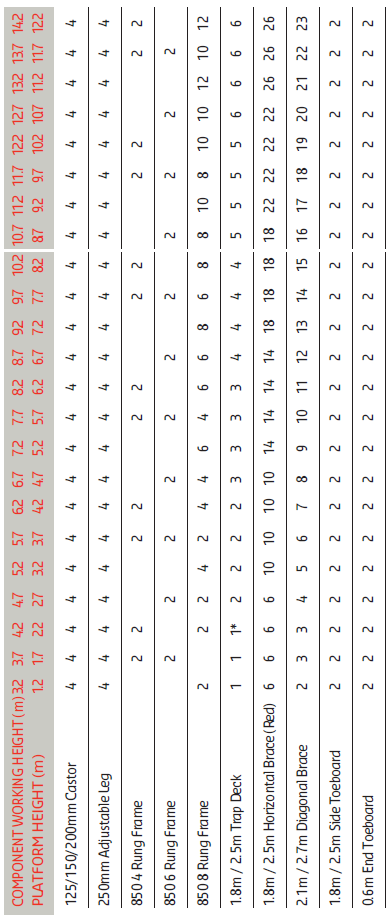 COMPONENT WORKING HEIGHT (m) 3.2 3.7 4.2 4.7 5.2 5.7 6.2 6.7 7.2 7.7 8.2 8.7 9.2 9.7 10.2 10.7 11.2 11.7 12.2 12.7 13.2 13.7 14.2
PLATFORM HEIGHT (m) 1.2 1.7 2.2 2.7 3.2 3.7 4.2 4.7 5.2 5.7 6.2 6.7 7.2 7.7 8.2 8.7 9.2 9.7 10.2 10.7 11.2 11.7 12.2
125/150/200mm Castor 4 4 4 4 4 4 4 4 4 4 4 4 4 4 4 4 4 4 4 4 4 4 4
250mm Adjustable Leg 4 4 4 4 4 4 4 4 4 4 4 4 4 4 4 4 4 4 4 4 4 4 4
850 4 Rung Frame 2 2 2 2 2 2 2 2 2 2 2 2
850 6 Rung Frame 2 2 2 2 2 2 2 2 2 2 2
850 8 Rung Frame 2 2 2 4 2 4 4 6 4 6 6 8 6 8 8 10 8 10 10 12 10 12
1.8m / 2.5m Trap Deck 1 1 1* 2 2 2 2 3 3 3 3 4 4 4 4 5 5 5 5 6 6 6 6
1.8m / 2.5m Horizontal Brace (Red) 6 6 6 6 10 10 10 10 14 14 14 14 18 18 18 18 22 22 22 22 26 26 26
2.1m / 2.7m Diagonal Brace 2 3 3 4 5 6 7 8 9 10 11 12 13 14 15 16 17 18 19 20 21 22 23
1.8m / 2.5m Side Toeboard 2 2 2 2 2 2 2 2 2 2 2 2 2 2 2 2 2 2 2 2 2 2 2
0.6m End Toeboard 2 2 2 2 2 2 2 2 2 2 2 2 2 2 2 2 2 2 2 2 2 2 2